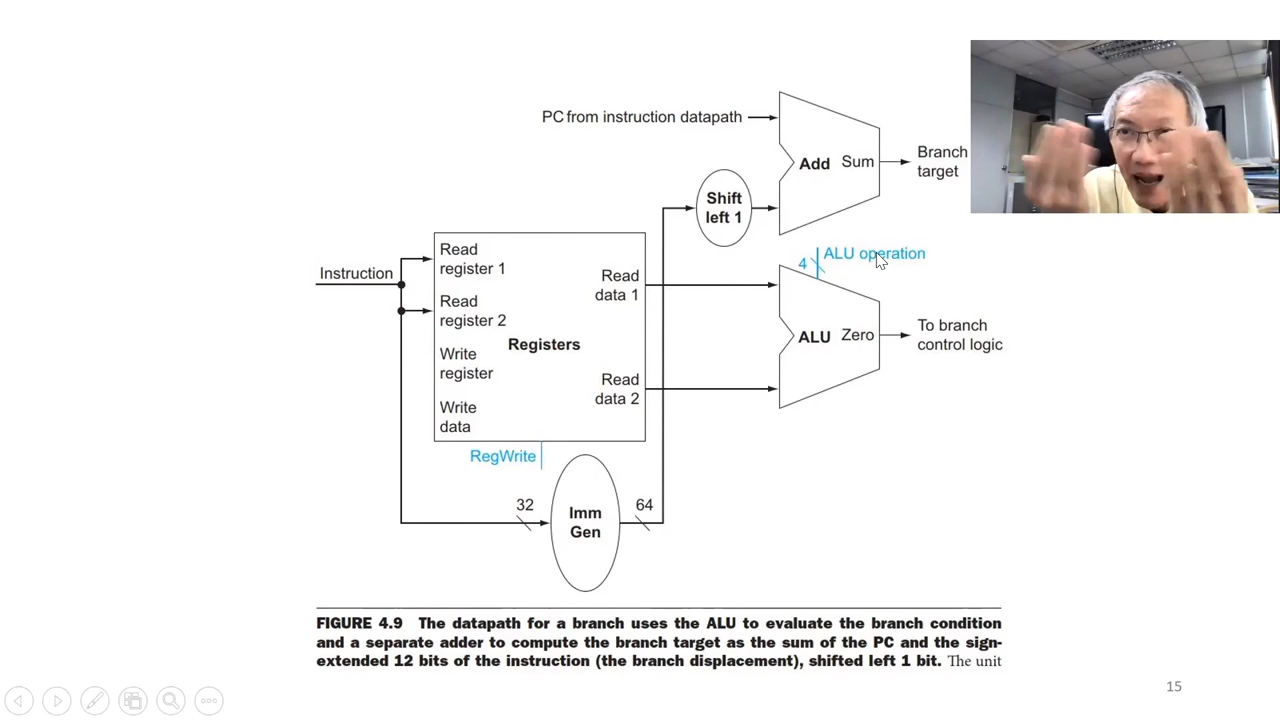 PC from instruction datapath
Add Sum
Branch
target
Shift
left 1
4 ALU operation
Instruction
Read
register 1
Read
register 2
Write
register
Write
data
Registers
Read
data 1
Read
data 2
ALU Zero
To branch
control logic
RegWrite
32
Imm
Gen
64
FIGURE 4.9 The datapath for a branch uses the ALU to evaluate the branch condition
and a separate adder to compute the branch target as the sum of the PC and the sign-
extended 12 bits of the instruction (the branch displacement), shifted left 1 bit. The unit
15